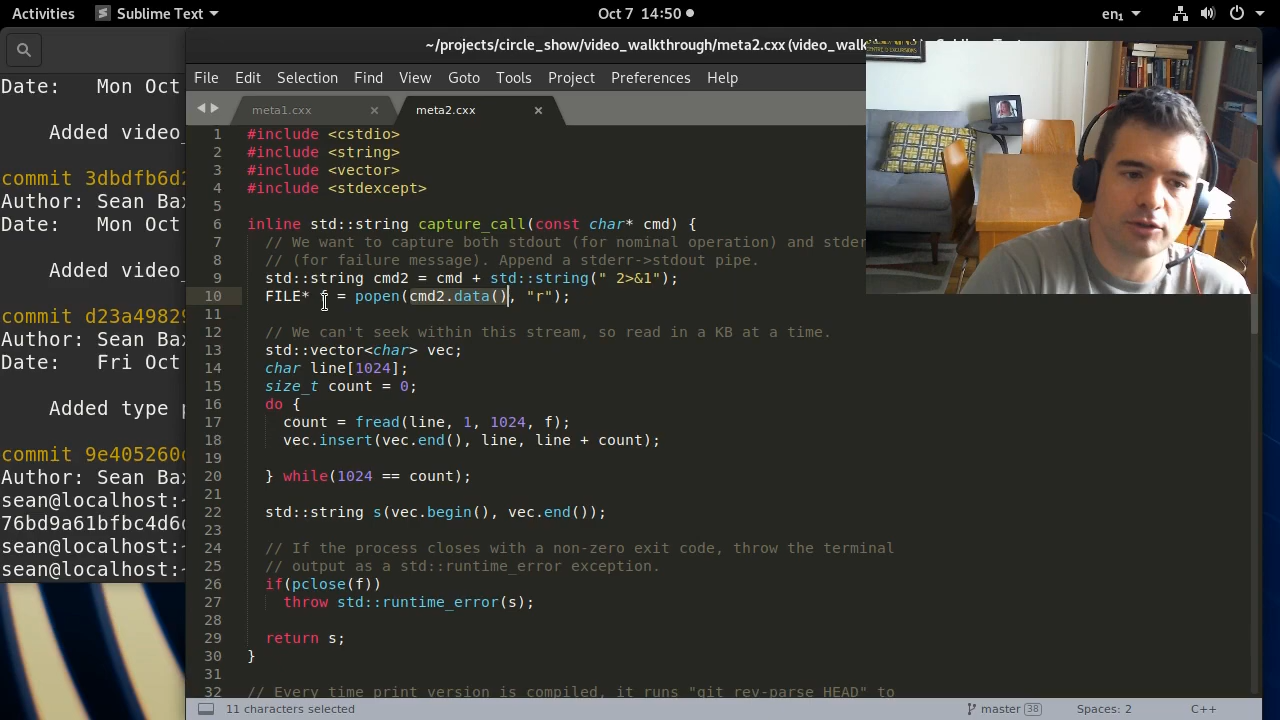 Activities Sublime Text Oct 7 14:50 en₁
~/projects/circle_show/video_walkthrough/meta2.cxx (video_walk
File Edit Selection Find View Goto Tools Project Preferences Help
meta1.cxx × meta2.cxx ×
Date: Mon Oct
Added video_
commit 3dbdfb6d2
Author: Sean Bax
Date: Mon Oct
Added video_
commit d23a49829
Author: Sean Bax
Date: Fri Oct
Added type p
commit 9e405260
Author: Sean Bax
sean@localhost:~
76bd9a61bfbc4d6
sean@localhost:~
sean@localhost:~
1 #include <cstdio>
2 #include <string>
3 #include <vector>
4 #include <stdexcept>
5
6 inline std::string capture_call(const char* cmd) {
7 // We want to capture both stdout (for nominal operation) and stder
8 // (for failure message). Append a stderr->stdout pipe.
9 std::string cmd2 = cmd + std::string(" 2>&1");
10 FILE* f = popen(cmd2.data(), "r");
11
12 // We can't seek within this stream, so read in a KB at a time.
13 std::vector<char> vec;
14 char line[1024];
15 size_t count = 0;
16 do {
17 count = fread(line, 1, 1024, f);
18 vec.insert(vec.end(), line, line + count);
19
20 } while(1024 == count);
21
22 std::string s(vec.begin(), vec.end());
23
24 // If the process closes with a non-zero exit code, throw the terminal
25 // output as a std::runtime_error exception.
26 if(pclose(f))
27 throw std::runtime_error(s);
28
29 return s;
30 }
31
32 // Every time print version is compiled, it runs "git rev-parse HEAD" to
11 characters selected master 38 Spaces: 2 C++